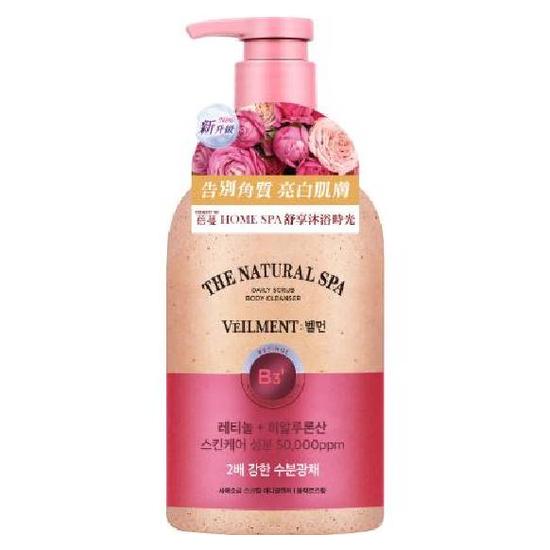 New
新升級
告別角質 亮白肌膚
HOME SPA 舒享沐浴時光
THE NATURAL SPA
DAILY SCRUB
BODY CLEANSER
VEILMENT:벨먼
B3
레티놀 + 히알루론산
스킨케어 성분 50,000ppm
2배 강한 수분광채